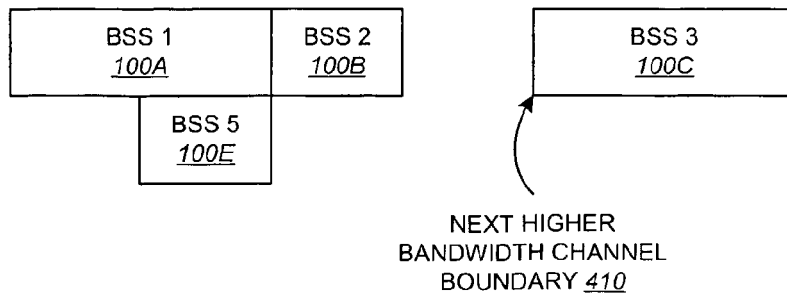 BSS 1
100A
BSS 2
100B
BSS 3
100C
BSS 5
100E
NEXT HIGHER
BANDWIDTH CHANNEL
BOUNDARY 410